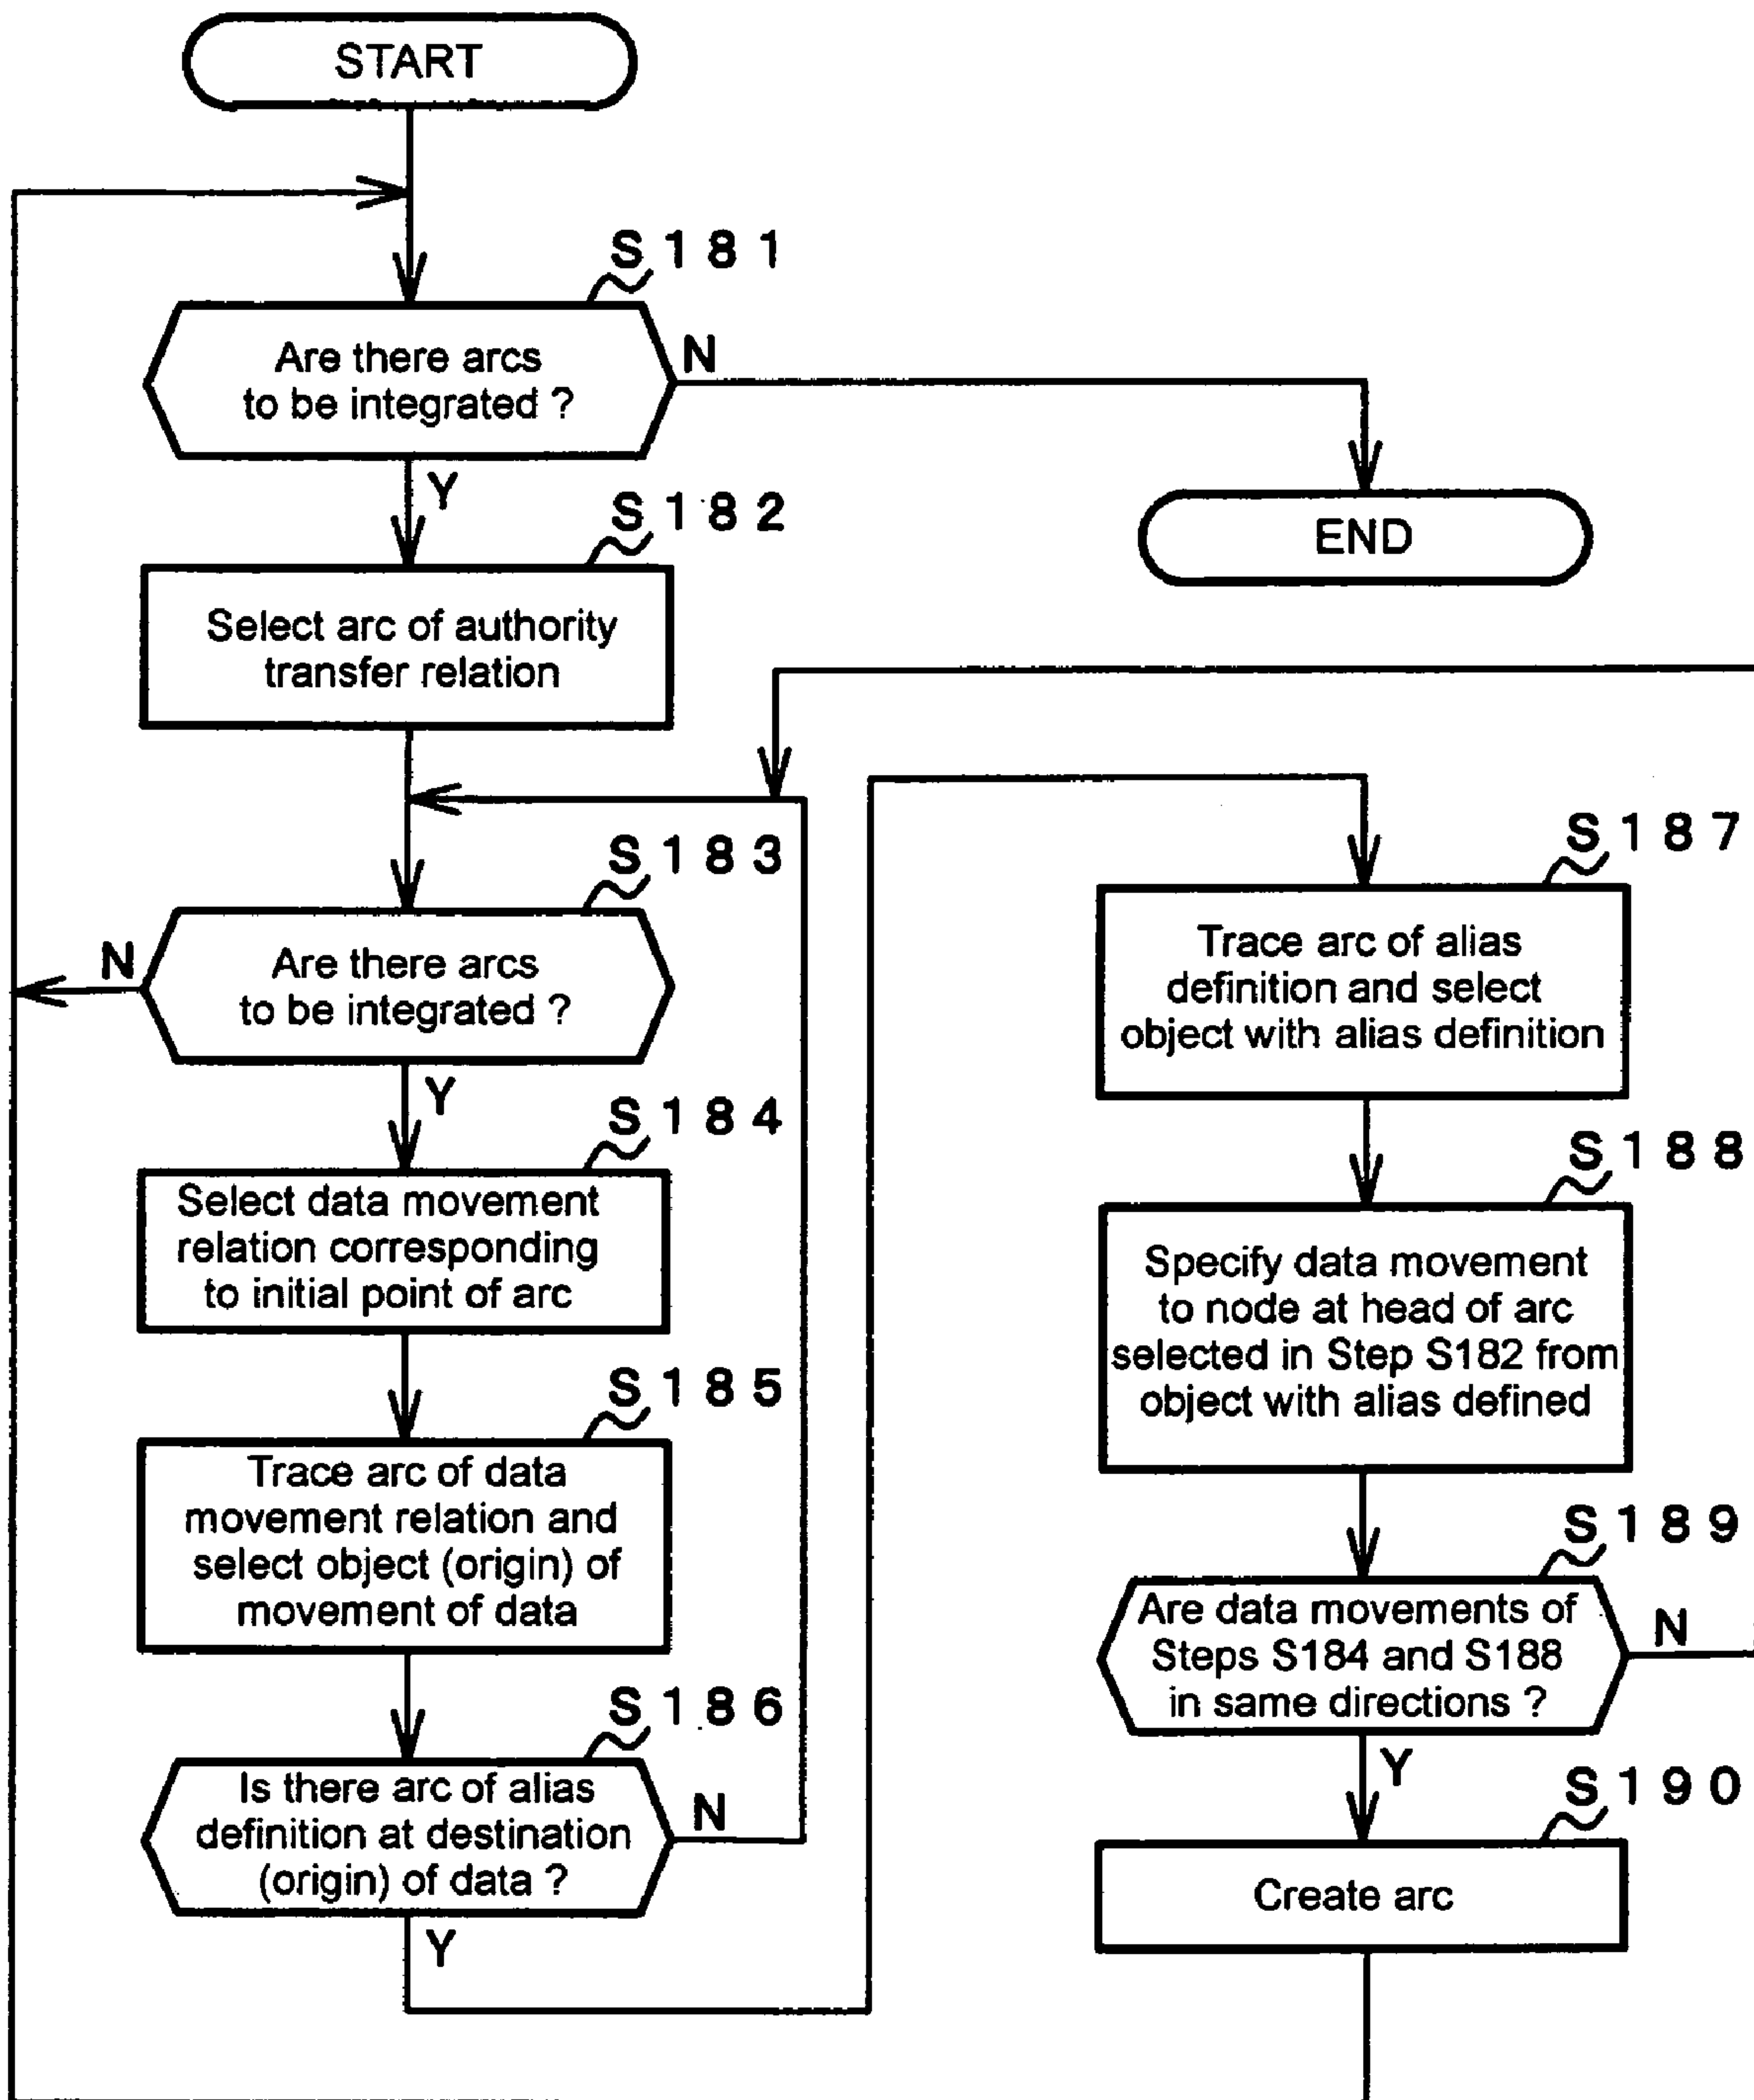 START
S181
Are there arcs
to be integrated ?
N
Y
END
S182
Select arc of authority
transfer relation
S183
Are there arcs
to be integrated ?
N
Y
S184
Select data movement
relation corresponding
to initial point of arc
S185
Trace arc of data
movement relation and
select object (origin) of
movement of data
S186
Is there arc of alias
definition at destination
(origin) of data ?
N
Y
S187
Trace arc of alias
definition and select
object with alias definition
S188
Specify data movement
to node at head of arc
selected in Step S182 from
object with alias defined
S189
Are data movements of
Steps S184 and S188
in same directions ?
N
Y
S190
Create arc